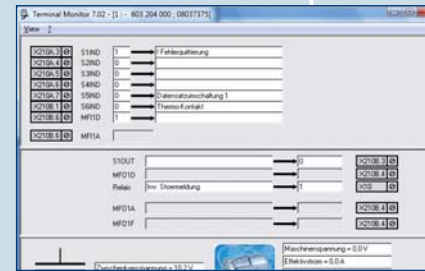 Terminal Monitor 7.02 - [1 : - 603 204 000 ; 08037375]
View ?
X210A.3 S1IND 1 ! Fehlerquittierung
X210A.4 S2IND 0
X210A.5 S3IND 0
X210A.6 S4IND 0
X210A.7 S5IND 0 Datensatzumschaltung 1
X210B.1 S6IND 0 Thermo-Kontakt
X210B.6 MFI1D 1
X210B.6 MFI1A
S1OUT 0 X210B.3
MFO1D X210B.4
Relais Inv. Stoermeldung 1 X10
MFO1A X210B.4
MFO1F X210B.4
Zwischenkreisspannung = 10.2 V
Maschinenspannung = 0.0 V
Effektivstrom = 0.0 A